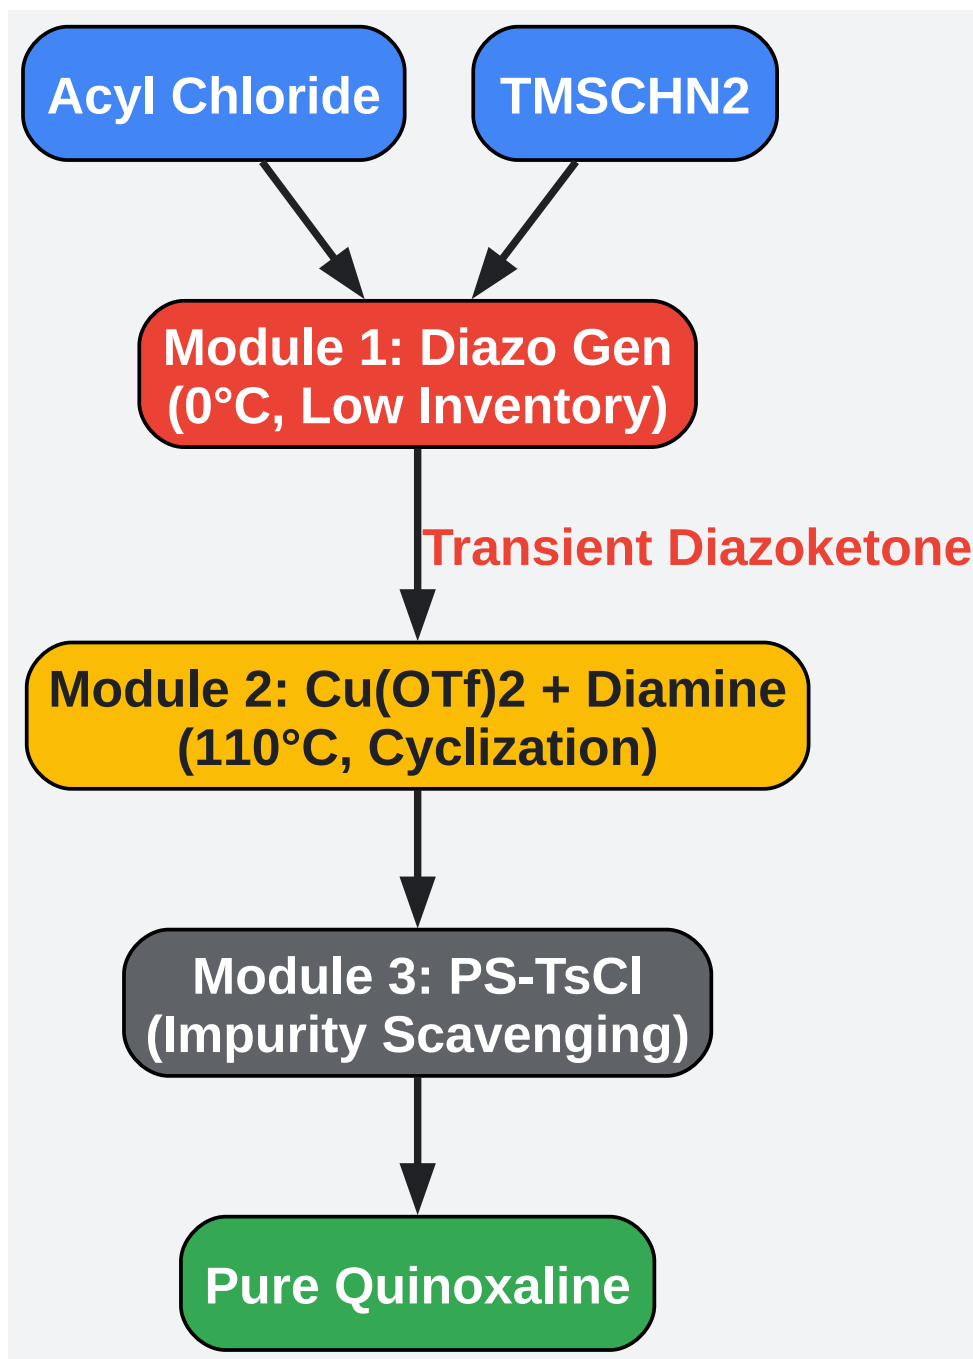 Acyl Chloride
TMSCHN2
Module 1: Diazo Gen
(0°C, Low Inventory)
Transient Diazoketone
Module 2: Cu(OTf)2 + Diamine
(110°C, Cyclization)
Module 3: PS-TsCl
(Impurity Scavenging)
Pure Quinoxaline